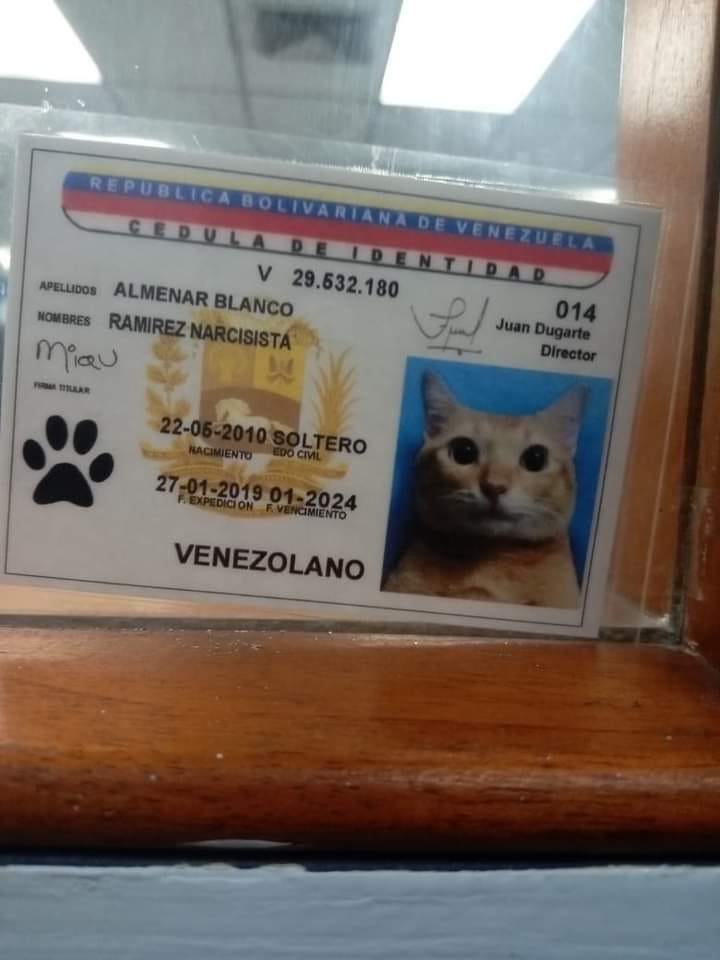 REPUBLICA BOLIVARIANA DE VENEZUELA
CEDULA DE IDENTIDAD
V 29.532.180
APELLIDOS ALMENAR BLANCO
NOMBRES RAMIREZ NARCISISTA
014
Juan Dugarte
Director
Miau
FIRMA TITULAR
22-05-2010 SOLTERO
NACIMIENTO EDO CIVIL
27-01-2019 01-2024
F. EXPEDICION F. VENCIMIENTO
VENEZOLANO